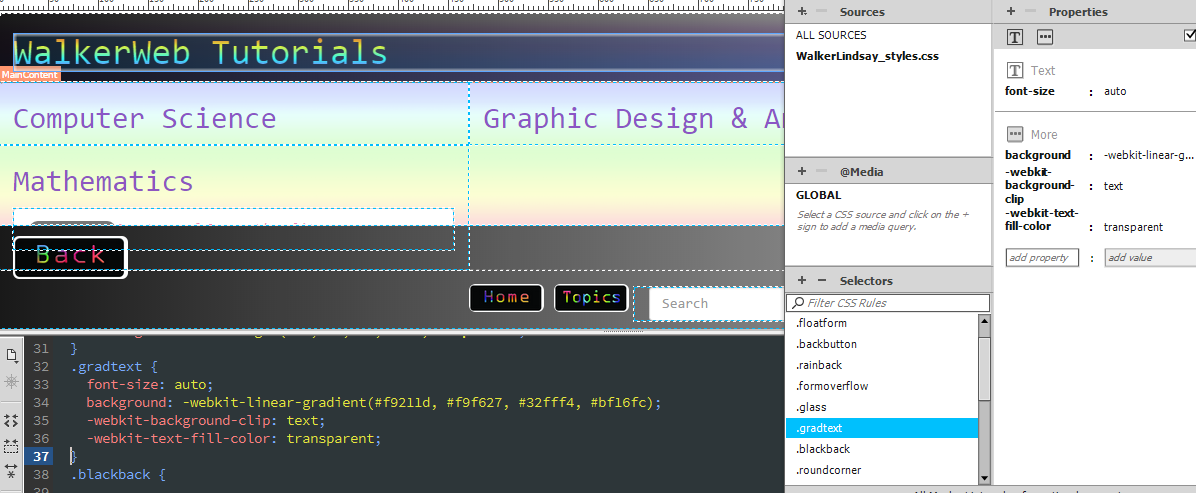 WalkerWeb Tutorials
MainContent
Computer Science
Graphic Design &
Mathematics
Back
Home
Topics
Search
31 }
32 .gradtext {
33 font-size: auto;
34 background: -webkit-linear-gradient(#f9211d, #f9f627, #32fff4, #bf16fc);
35 -webkit-background-clip: text;
36 -webkit-text-fill-color: transparent;
37 }
38 .blackback {
+ − Sources
ALL SOURCES
WalkerLindsay_styles.css
+ − @Media
GLOBAL
Select a CSS source and click on the +
sign to add a media query.
+ − Selectors
Filter CSS Rules
.floatform
.backbutton
.rainback
.formoverflow
.glass
.gradtext
.blackback
.roundcorner
+ − Properties
T
T Text
font-size : auto
More
background : -webkit-linear-g...
-webkit-
background-
clip : text
-webkit-text-
fill-color : transparent
add property : add value